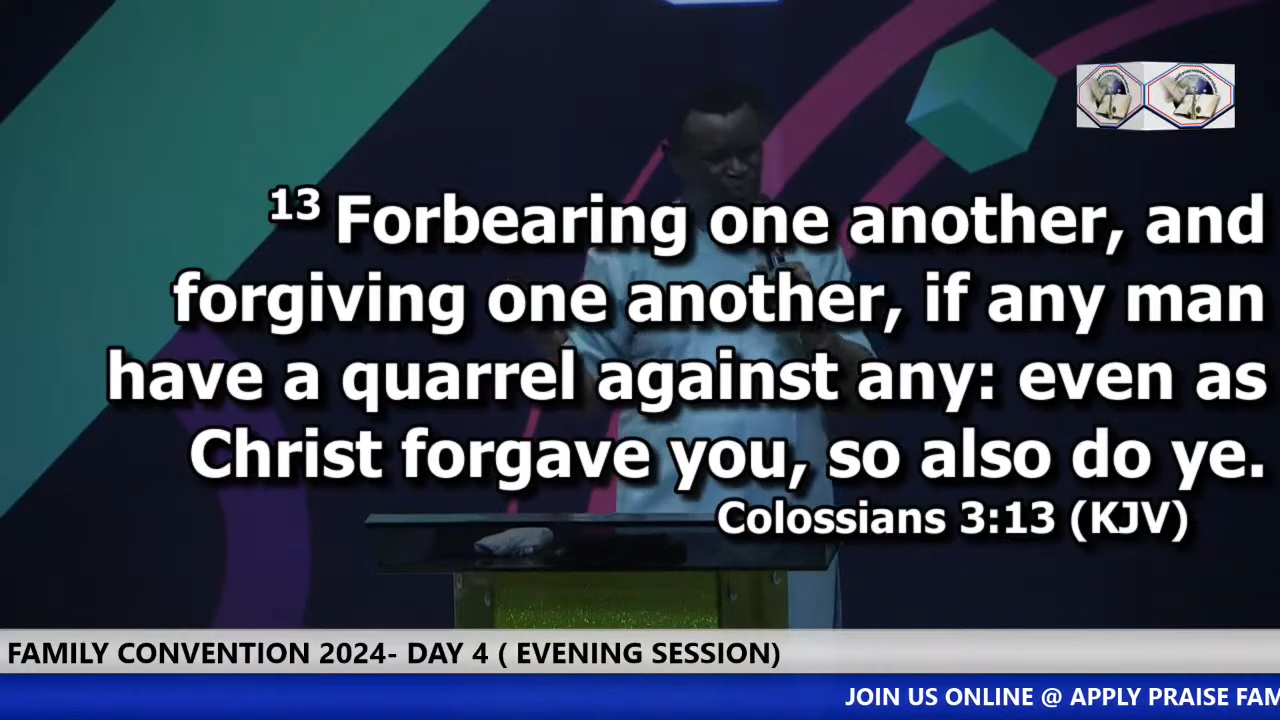 13 Forbearing one another, and
forgiving one another, if any man
have a quarrel against any: even as
Christ forgave you, so also do ye.
Colossians 3:13 (KJV)
FAMILY CONVENTION 2024- DAY 4 ( EVENING SESSION)
JOIN US ONLINE @ APPLY PRAISE FAM